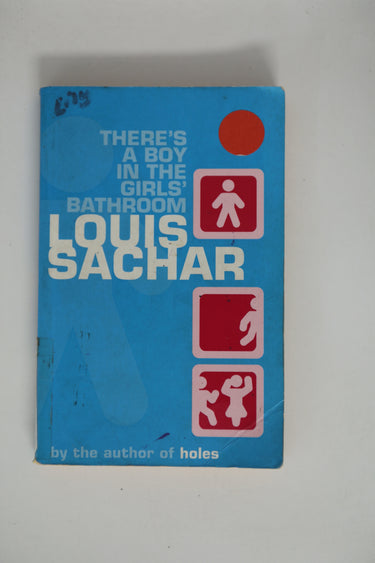 THERE'S
A BOY
IN THE
GIRLS'
BATHROOM
LOUIS
SACHAR
by the author of holes